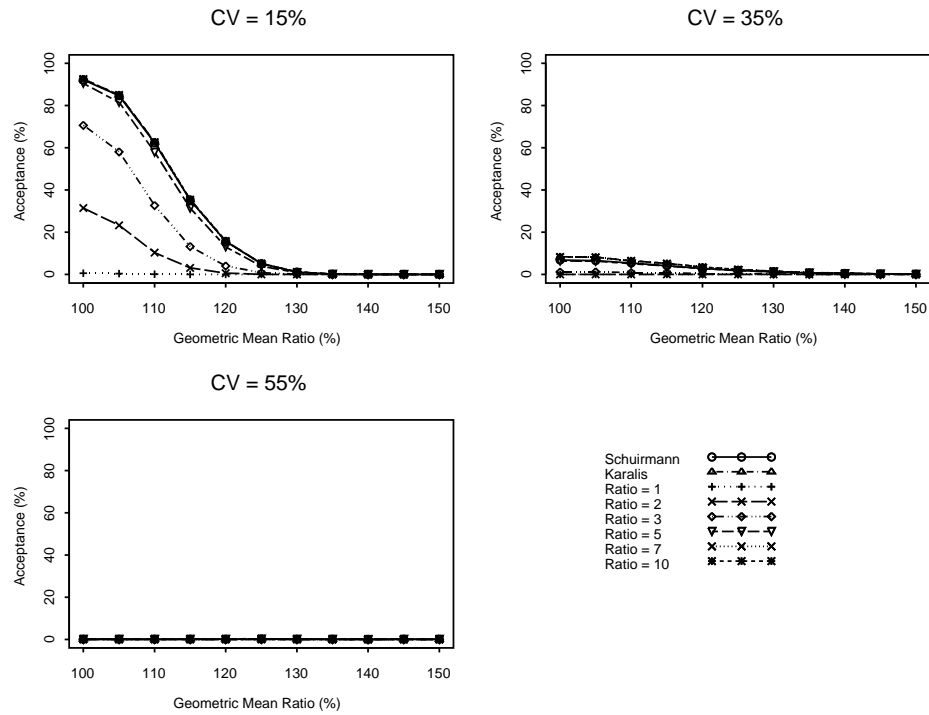 CV = 15%
Acceptance (%)
0 20 40 60 80 100
100 110 120 130 140 150
Geometric Mean Ratio (%)
CV = 35%
Acceptance (%)
0 20 40 60 80 100
100 110 120 130 140 150
Geometric Mean Ratio (%)
CV = 55%
Acceptance (%)
0 20 40 60 80 100
100 110 120 130 140 150
Geometric Mean Ratio (%)
Schuirmann
Karalis
Ratio = 1
Ratio = 2
Ratio = 3
Ratio = 5
Ratio = 7
Ratio = 10